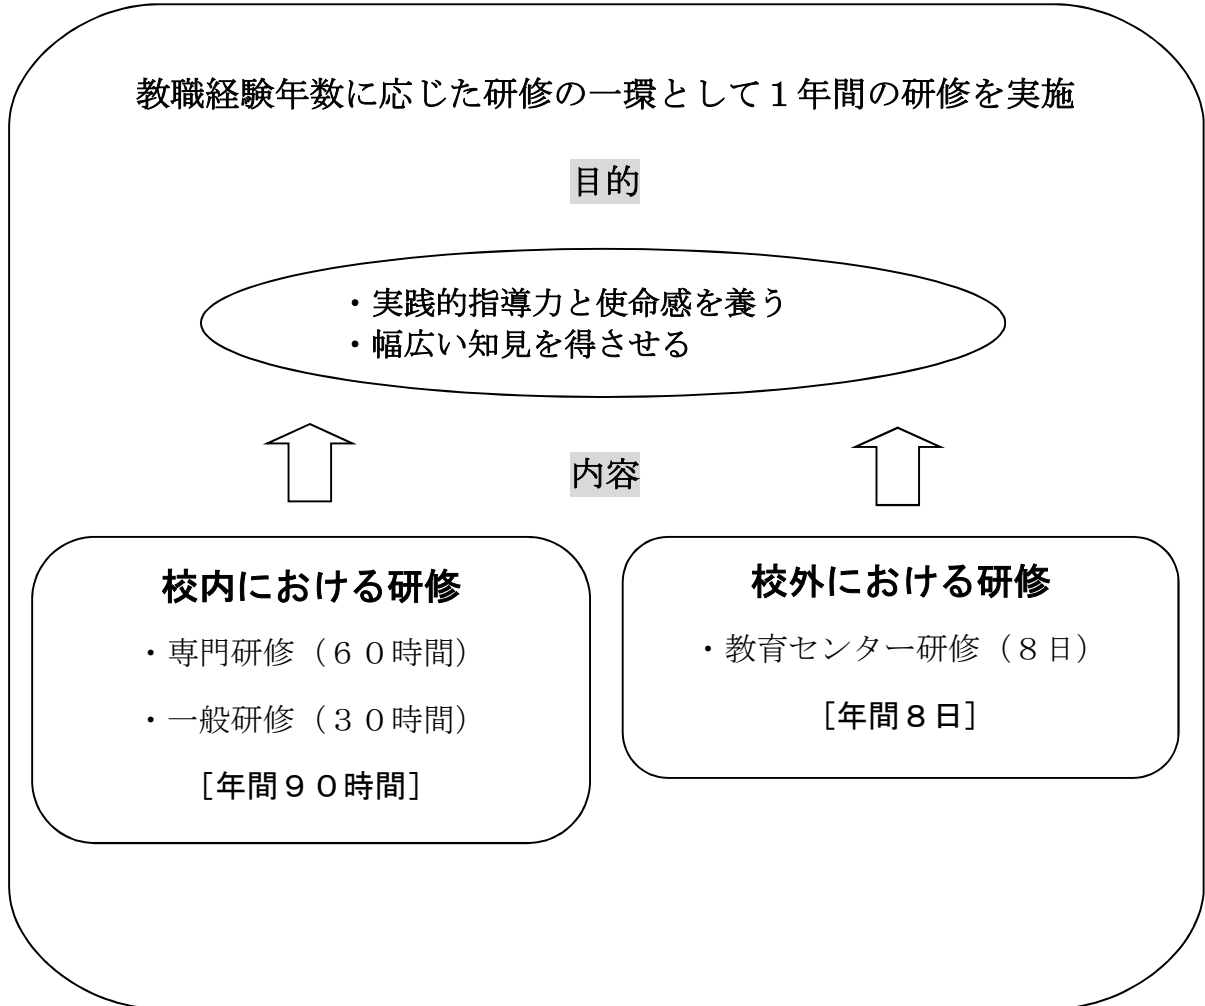 教職経験年数に応じた研修の一環として１年間の研修を実施
目的
・実践的指導力と使命感を養う
・幅広い知見を得させる
内容
校内における研修
・専門研修（６０時間）
・一般研修（３０時間）
［年間９０時間］
校外における研修
・教育センター研修（８日）
［年間８日］